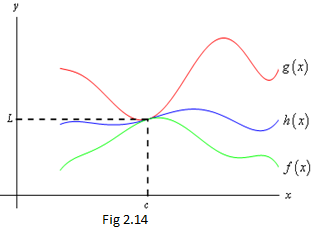 y
g(x)
L
h(x)
f(x)
x
c
Fig 2.14